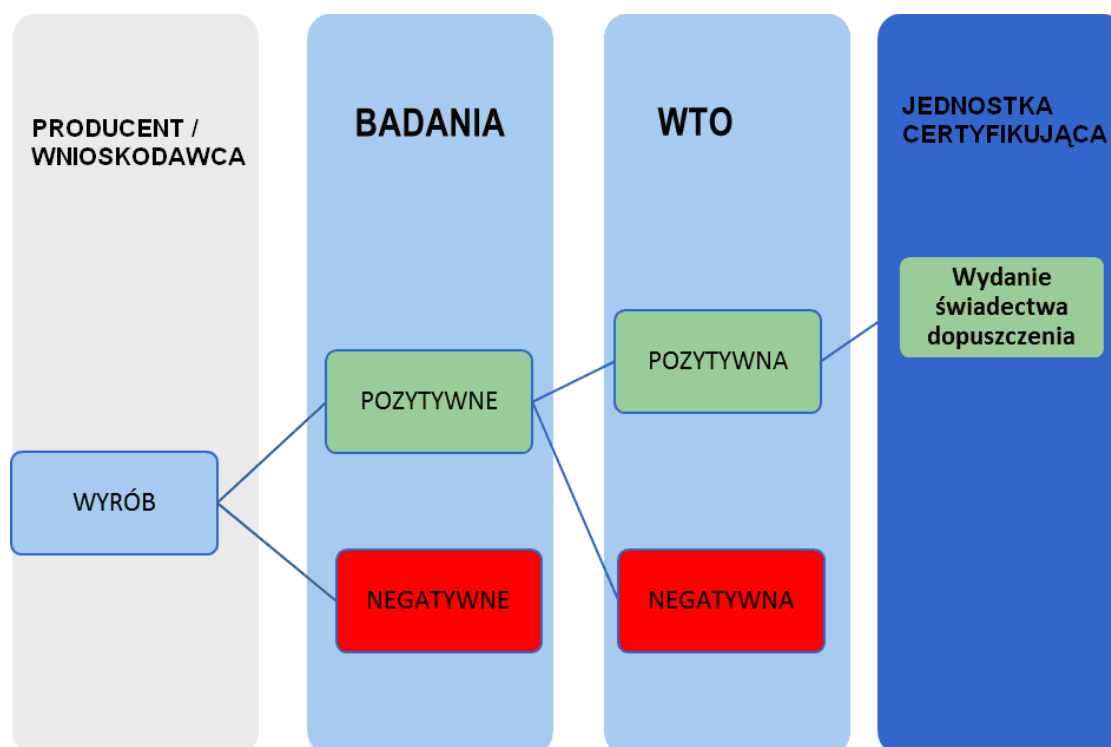 PRODUCENT /
WNIOSKODAWCA
BADANIA
WTO
JEDNOSTKA
CERTYFIKUJĄCA
WYRÓB
POZYTYWNE
NEGATYWNE
POZYTYWNA
NEGATYWNA
Wydanie
świadectwa
dopuszczenia